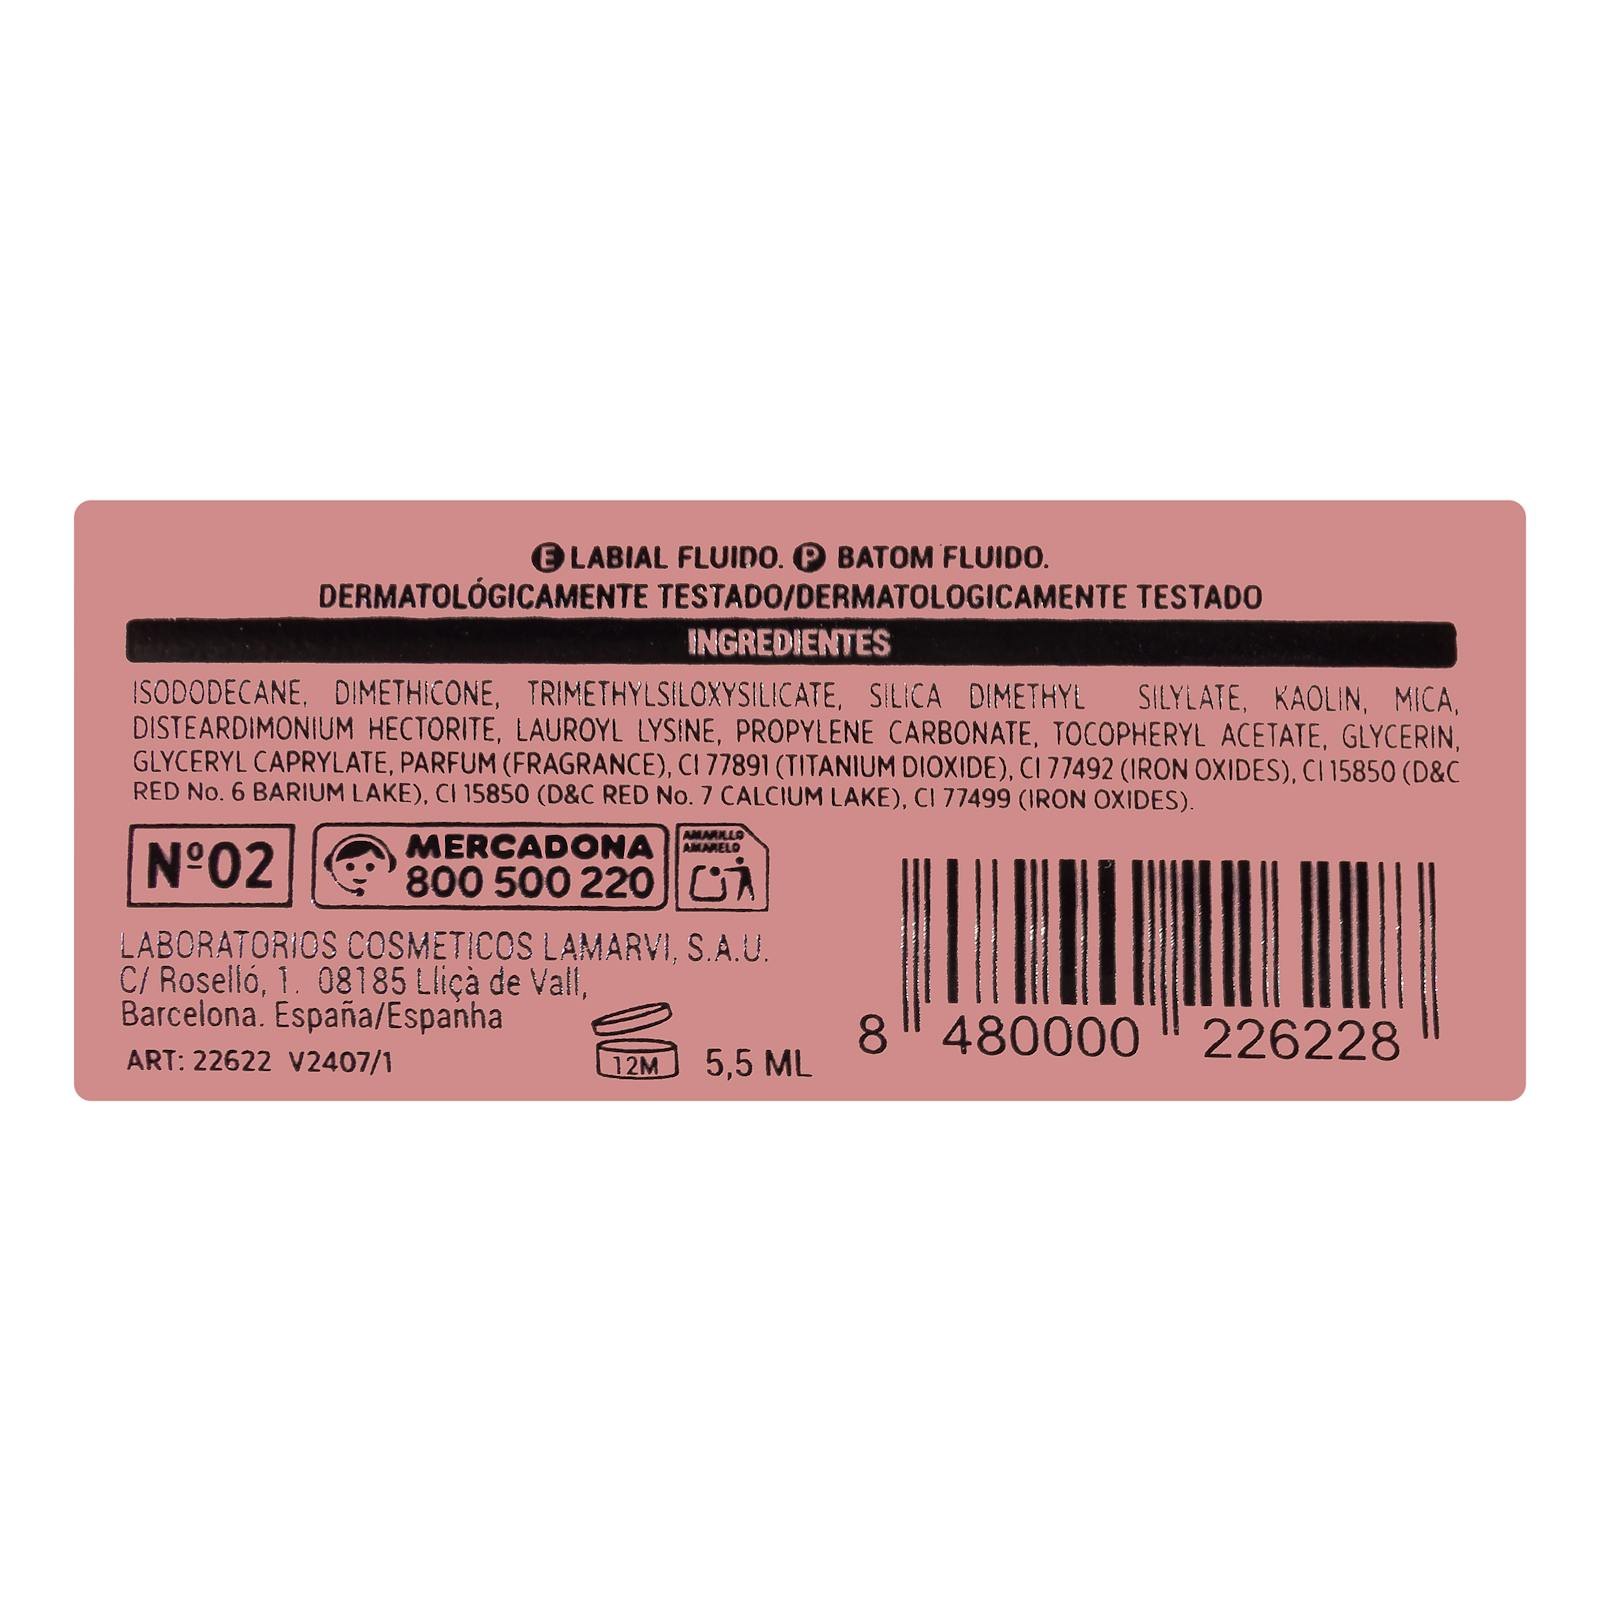 E LABIAL FLUIDO. P BATOM FLUIDO.
DERMATOLÓGICAMENTE TESTADO/DERMATOLOGICAMENTE TESTADO
INGREDIENTES
ISODODECANE, DIMETHICONE, TRIMETHYLSILOXYSILICATE, SILICA DIMETHYL SILYLATE, KAOLIN, MICA,
DISTEARDIMONIUM HECTORITE, LAUROYL LYSINE, PROPYLENE CARBONATE, TOCOPHERYL ACETATE, GLYCERIN,
GLYCERYL CAPRYLATE, PARFUM (FRAGRANCE), CI 77891 (TITANIUM DIOXIDE), CI 77492 (IRON OXIDES), CI 15850 (D&C
RED No. 6 BARIUM LAKE), CI 15850 (D&C RED No. 7 CALCIUM LAKE), CI 77499 (IRON OXIDES).
Nº02
MERCADONA
800 500 220
AMARILLO
AMARELO
LABORATORIOS COSMETICOS LAMARVI, S.A.U.
C/ Roselló, 1. 08185 Lliçà de Vall,
Barcelona. España/Espanha
ART: 22622 V2407/1
12M
5,5 ML
8 480000 226228